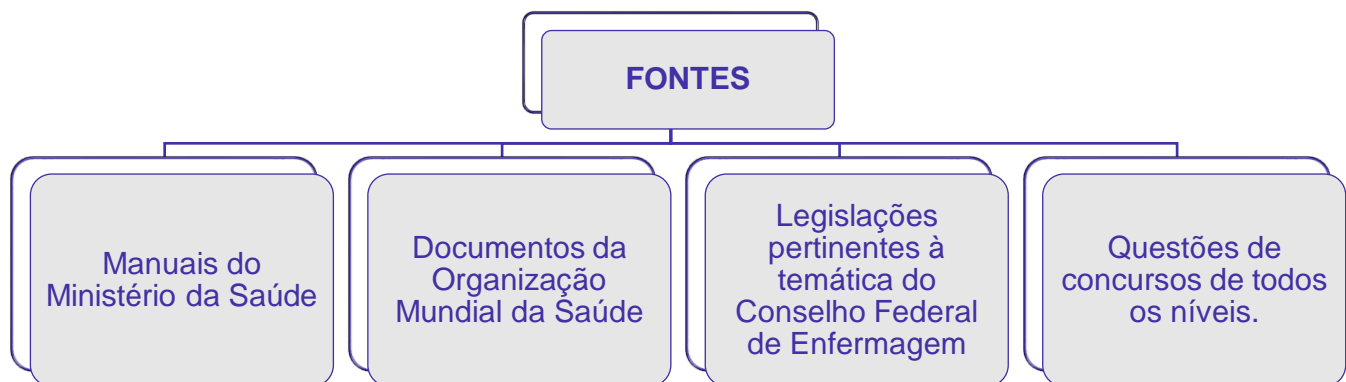 FONTES
Manuais do
Ministério da Saúde
Documentos da
Organização
Mundial da Saúde
Legislações
pertinentes à
temática do
Conselho Federal
de Enfermagem
Questões de
concursos de todos
os níveis.